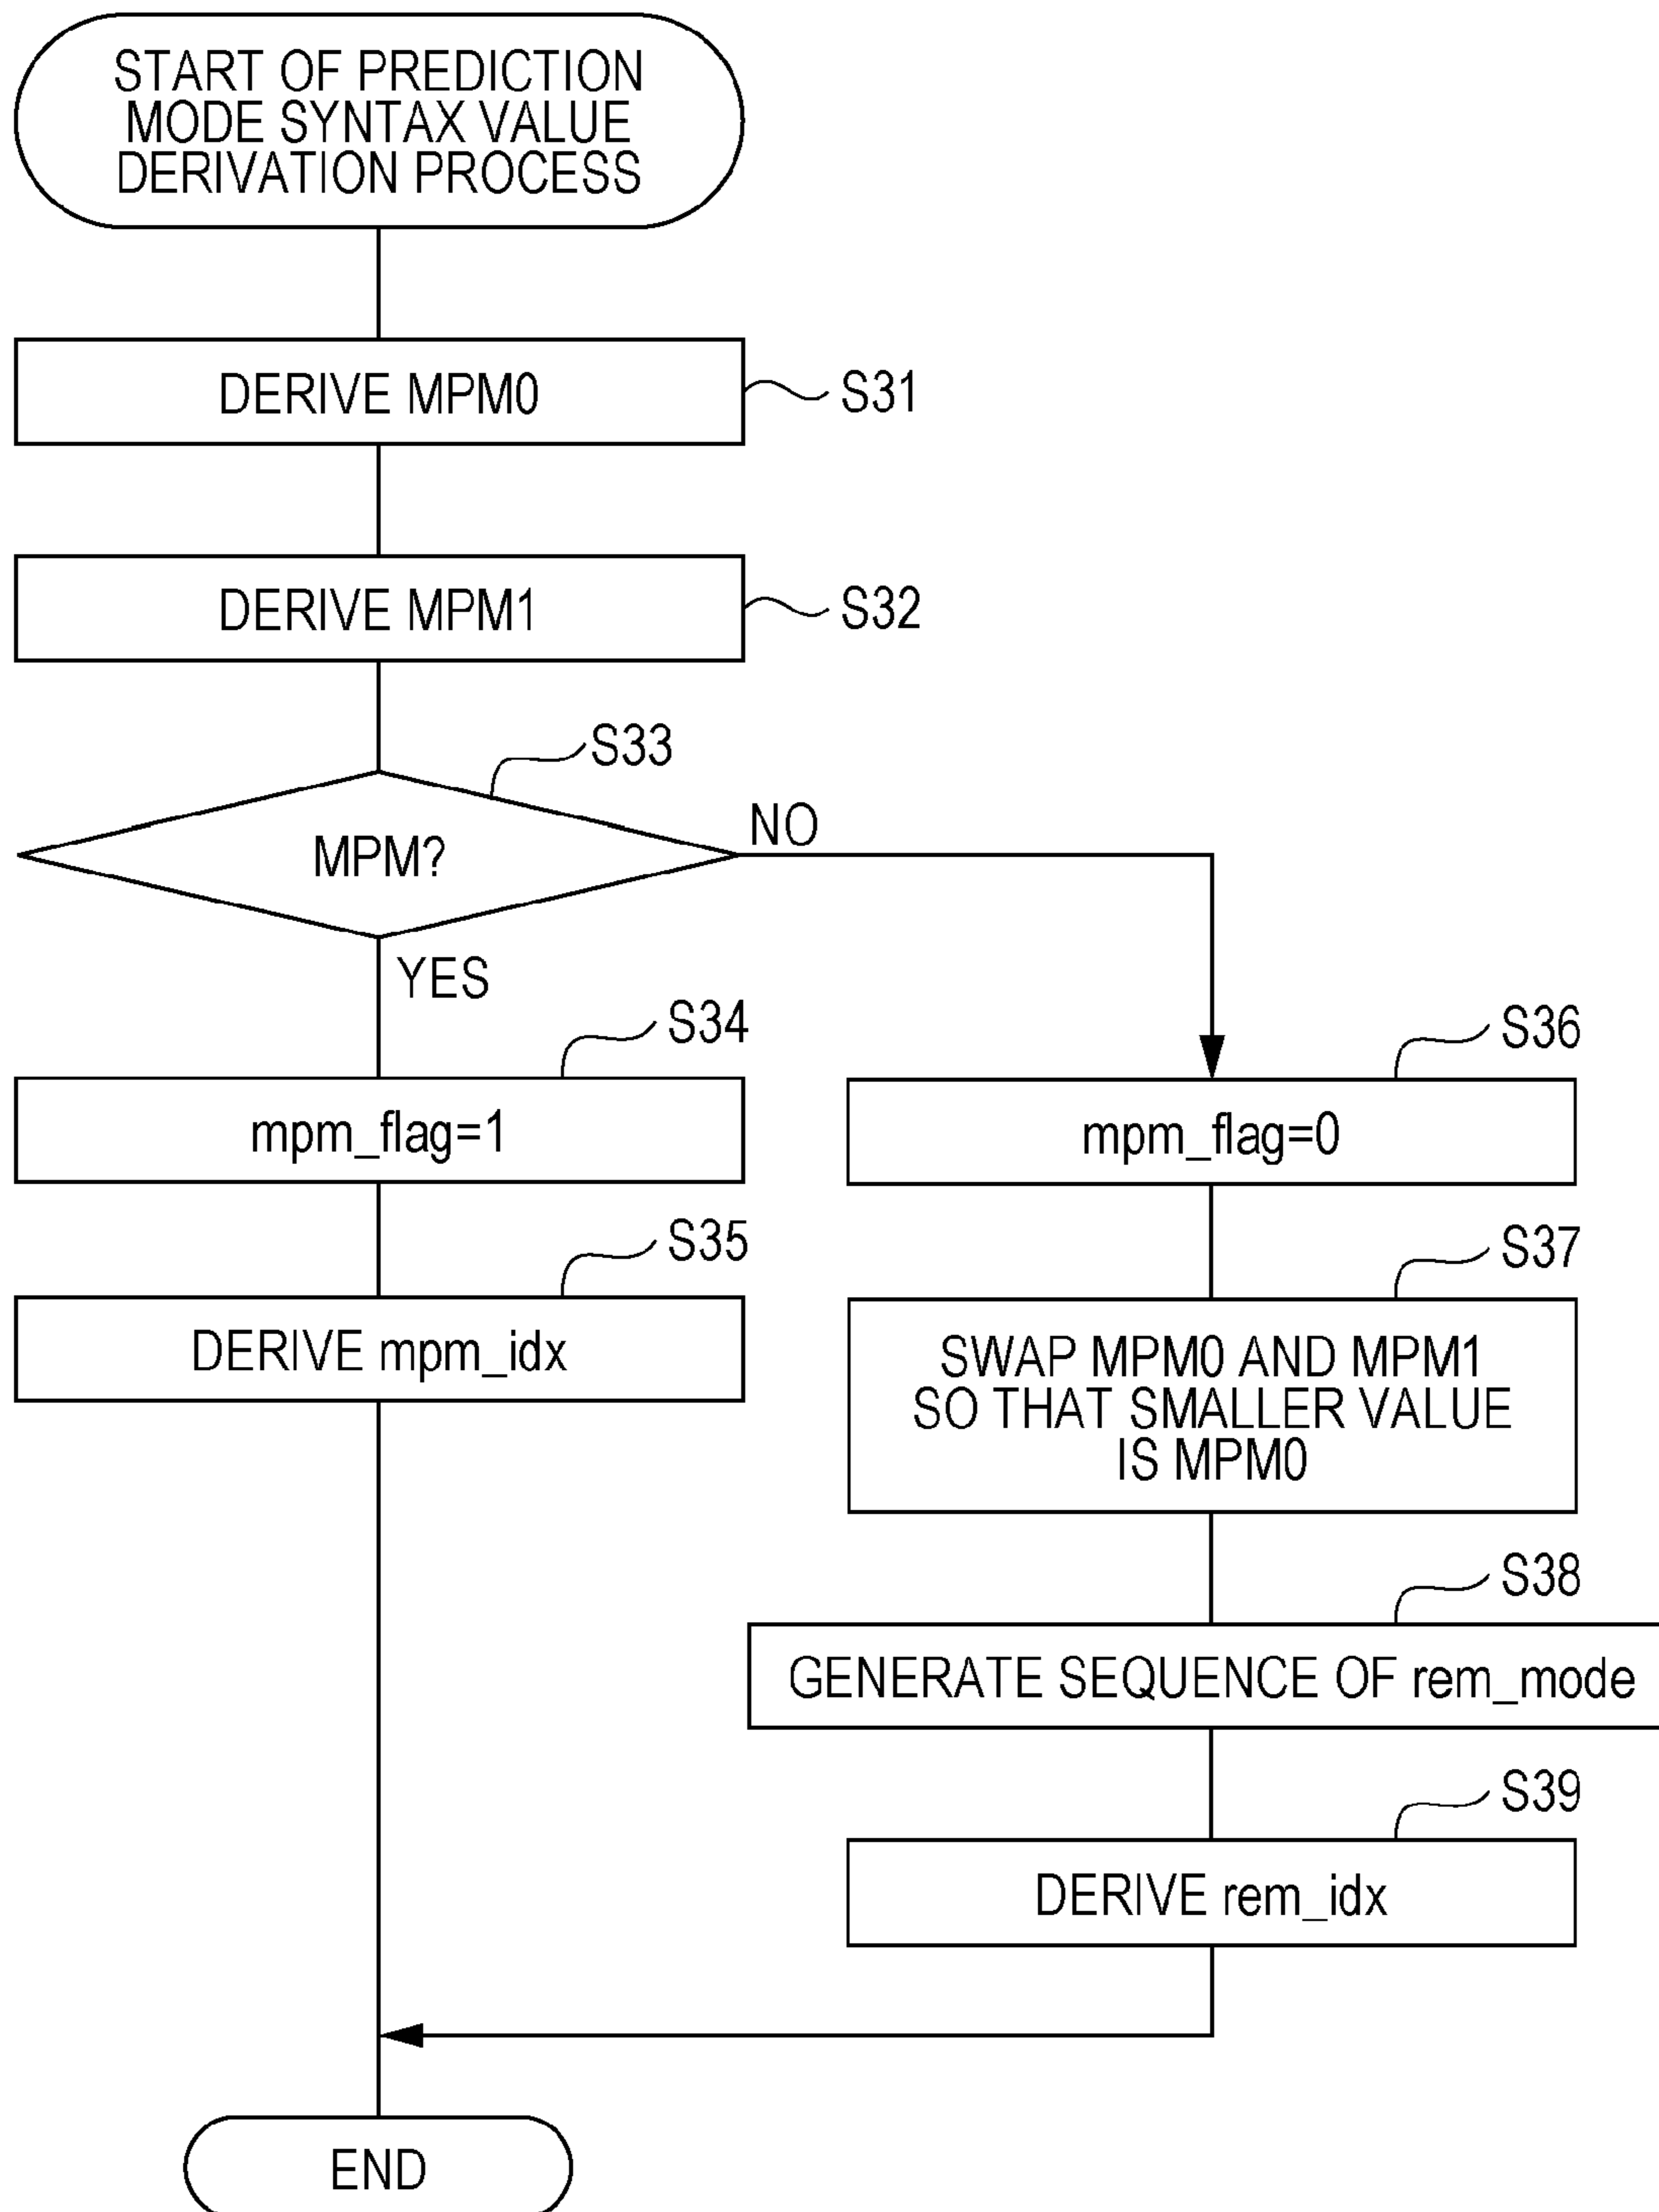 START OF PREDICTION
MODE SYNTAX VALUE
DERIVATION PROCESS
DERIVE MPM0
S31
DERIVE MPM1
S32
S33
MPM?
NO
YES
S34
mpm_flag=1
S35
DERIVE mpm_idx
S36
mpm_flag=0
S37
SWAP MPM0 AND MPM1
SO THAT SMALLER VALUE
IS MPM0
S38
GENERATE SEQUENCE OF rem_mode
S39
DERIVE rem_idx
END